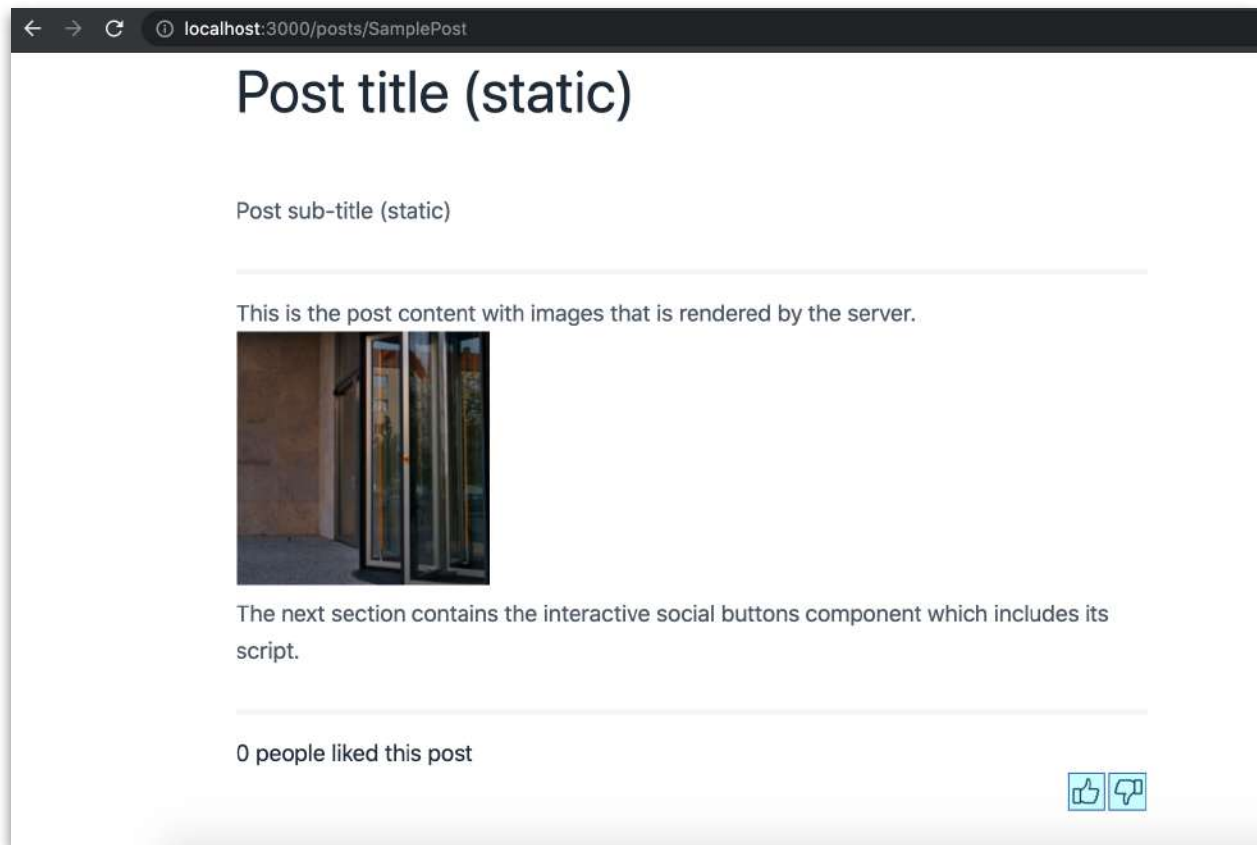 localhost:3000/posts/SamplePost
Post title (static)
Post sub-title (static)
This is the post content with images that is rendered by the server.
The next section contains the interactive social buttons component which includes its
script.
0 people liked this post